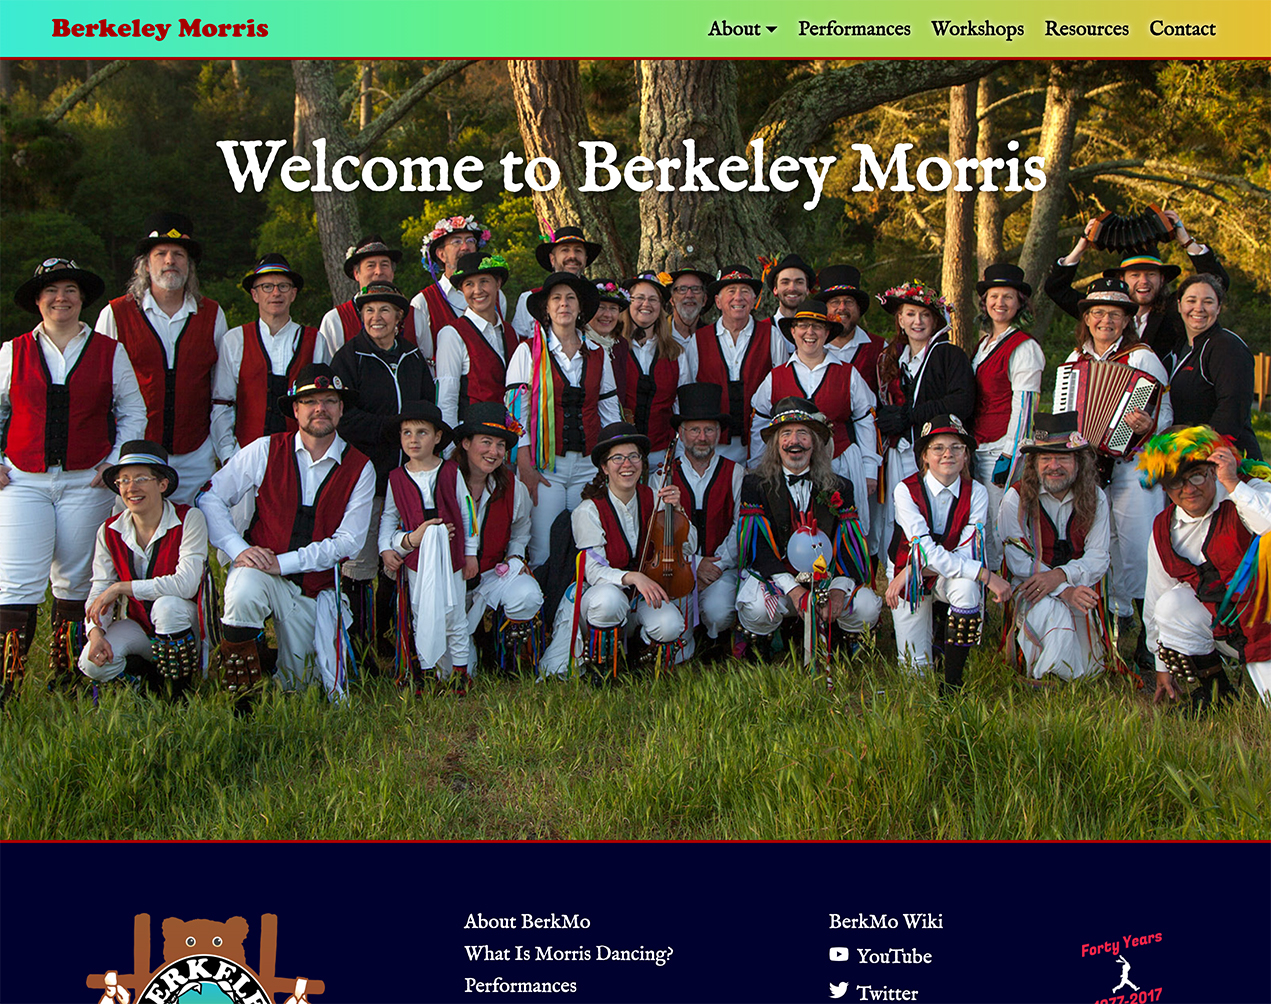 Berkeley Morris
About Performances Workshops Resources Contact
Welcome to Berkeley Morris
About BerkMo
What Is Morris Dancing?
Performances
BerkMo Wiki
YouTube
Twitter
Forty Years
1977-2017